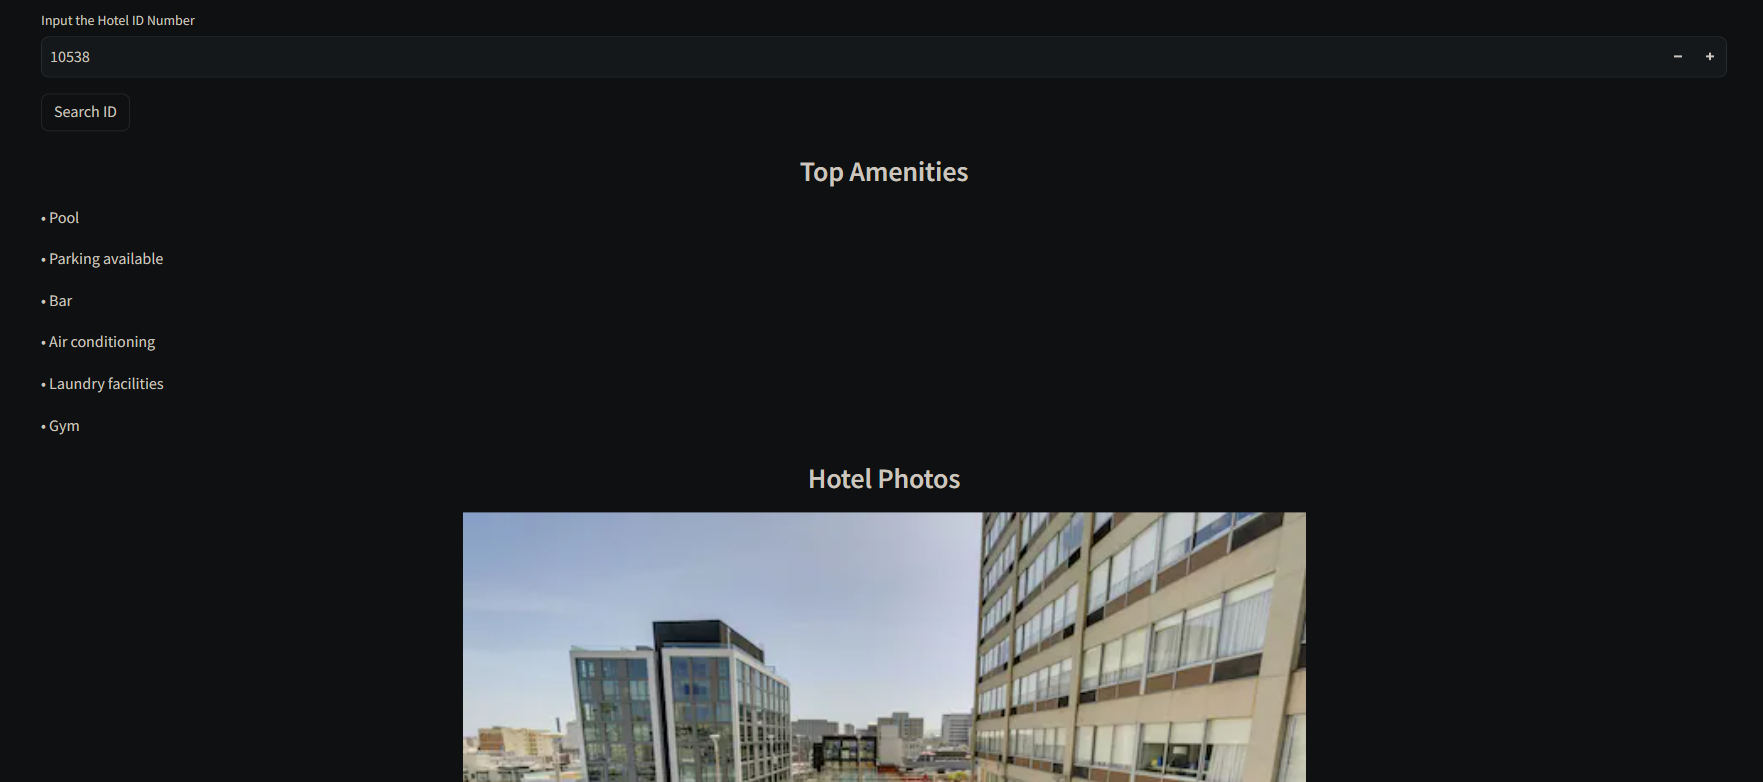 Input the Hotel ID Number
10538
Search ID
Top Amenities
• Pool
• Parking available
• Bar
• Air conditioning
• Laundry facilities
• Gym
Hotel Photos